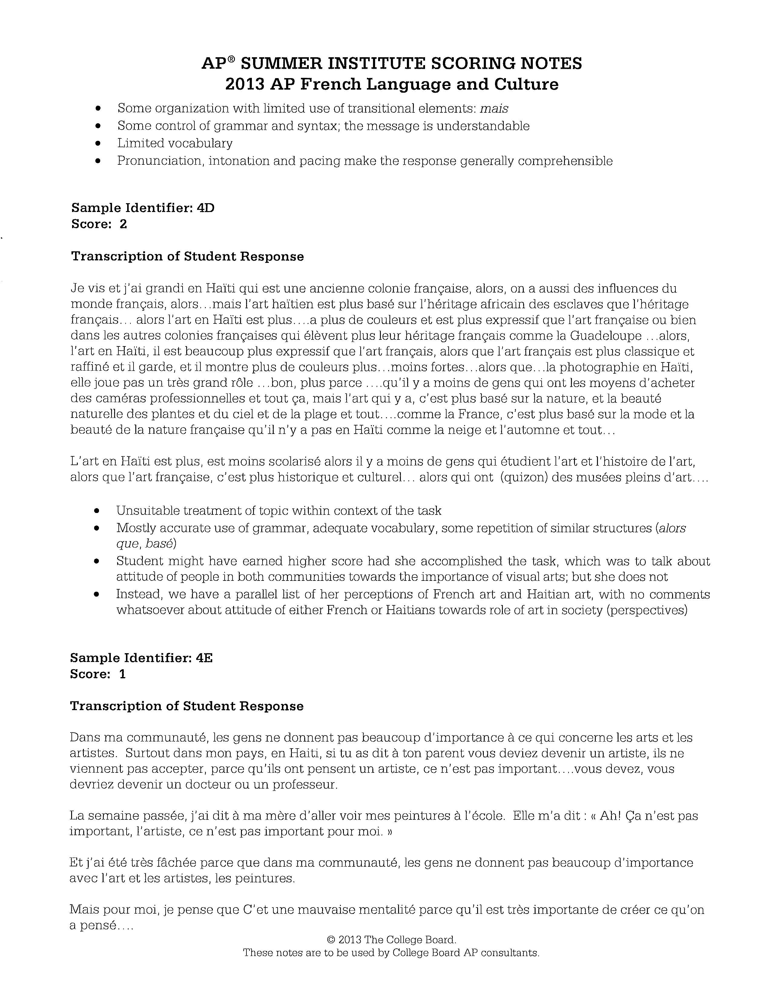 AP® SUMMER INSTITUTE SCORING NOTES
2013 AP French Language and Culture
• Some organization with limited use of transitional elements: mais
• Some control of grammar and syntax; the message is understandable
• Limited vocabulary
• Pronunciation, intonation and pacing make the response generally comprehensible
Sample Identifier: 4D
Score: 2
Transcription of Student Response
Je vis et j'ai grandi en Haïti qui est une ancienne colonie française, alors, on a aussi des influences du
monde français, alors...mais l'art haïtien est plus basé sur l'héritage africain des esclaves que l'héritage
français... alors l'art en Haïti est plus....a plus de couleurs et est plus expressif que l'art française ou bien
dans les autres colonies françaises qui élèvent plus leur héritage français comme la Guadeloupe ...alors,
l'art en Haïti, il est beaucoup plus expressif que l'art français, alors que l'art français est plus classique et
raffiné et il garde, et il montre plus de couleurs plus...moins fortes...alors que...la photographie en Haïti,
elle joue pas un très grand rôle ...bon, plus parce ....qu'il y a moins de gens qui ont les moyens d'acheter
des caméras professionnelles et tout ça, mais l'art qui y a, c'est plus basé sur la nature, et la beauté
naturelle des plantes et du ciel et de la plage et tout....comme la France, c'est plus basé sur la mode et la
beauté de la nature française qu'il n'y a pas en Haïti comme la neige et l'automne et tout...
L'art en Haïti est plus, est moins scolarisé alors il y a moins de gens qui étudient l'art et l'histoire de l'art,
alors que l'art française, c'est plus historique et culturel... alors qui ont (quizon) des musées pleins d'art....
• Unsuitable treatment of topic within context of the task
• Mostly accurate use of grammar, adequate vocabulary, some repetition of similar structures (alors
que, basé)
• Student might have earned higher score had she accomplished the task, which was to talk about
attitude of people in both communities towards the importance of visual arts; but she does not
• Instead, we have a parallel list of her perceptions of French art and Haitian art, with no comments
whatsoever about attitude of either French or Haitians towards role of art in society (perspectives)
Sample Identifier: 4E
Score: 1
Transcription of Student Response
Dans ma communauté, les gens ne donnent pas beaucoup d'importance à ce qui concerne les arts et les
artistes. Surtout dans mon pays, en Haiti, si tu as dit à ton parent vous deviez devenir un artiste, ils ne
viennent pas accepter, parce qu'ils ont pensent un artiste, ce n'est pas important....vous devez, vous
devriez devenir un docteur ou un professeur.
La semaine passée, j'ai dit à ma mère d'aller voir mes peintures à l'école. Elle m'a dit : « Ah! Ça n'est pas
important, l'artiste, ce n'est pas important pour moi. »
Et j'ai été très fâchée parce que dans ma communauté, les gens ne donnent pas beaucoup d'importance
avec l'art et les artistes, les peintures.
Mais pour moi, je pense que C'et une mauvaise mentalité parce qu'il est très importante de créer ce qu'on
a pensé....
© 2013 The College Board.
These notes are to be used by College Board AP consultants.